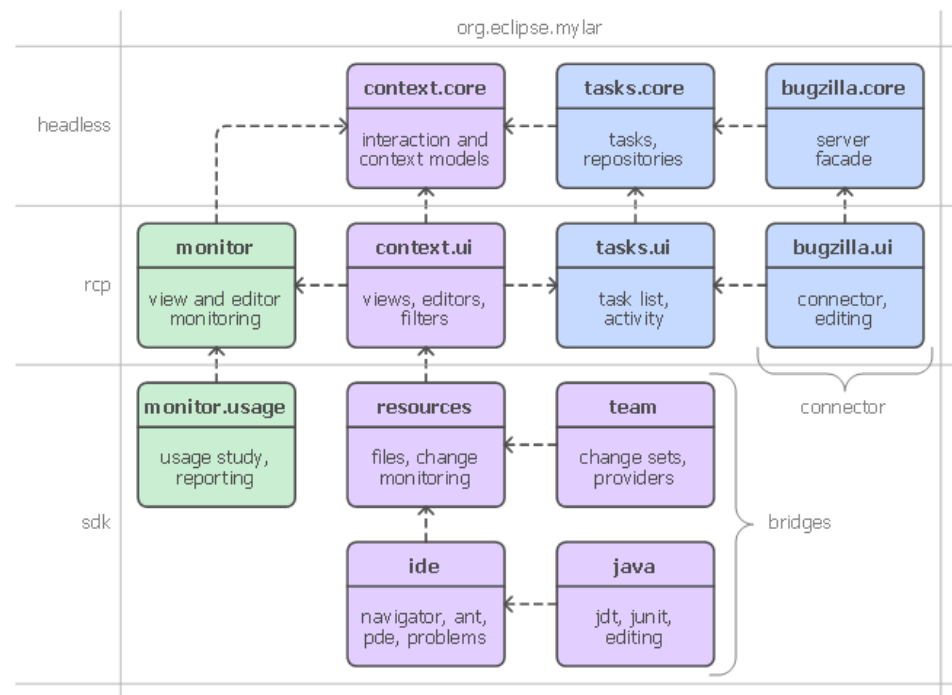 org.eclipse.mylar
headless
context.core
interaction and
context models
tasks.core
tasks,
repositories
bugzilla.core
server
facade
rcp
monitor
view and editor
monitoring
context.ui
views, editors,
filters
tasks.ui
task list,
activity
bugzilla.ui
connector,
editing
connector
sdk
monitor.usage
usage study,
reporting
resources
files, change
monitoring
team
change sets,
providers
bridges
ide
navigator, ant,
pde, problems
java
jdt, junit,
editing